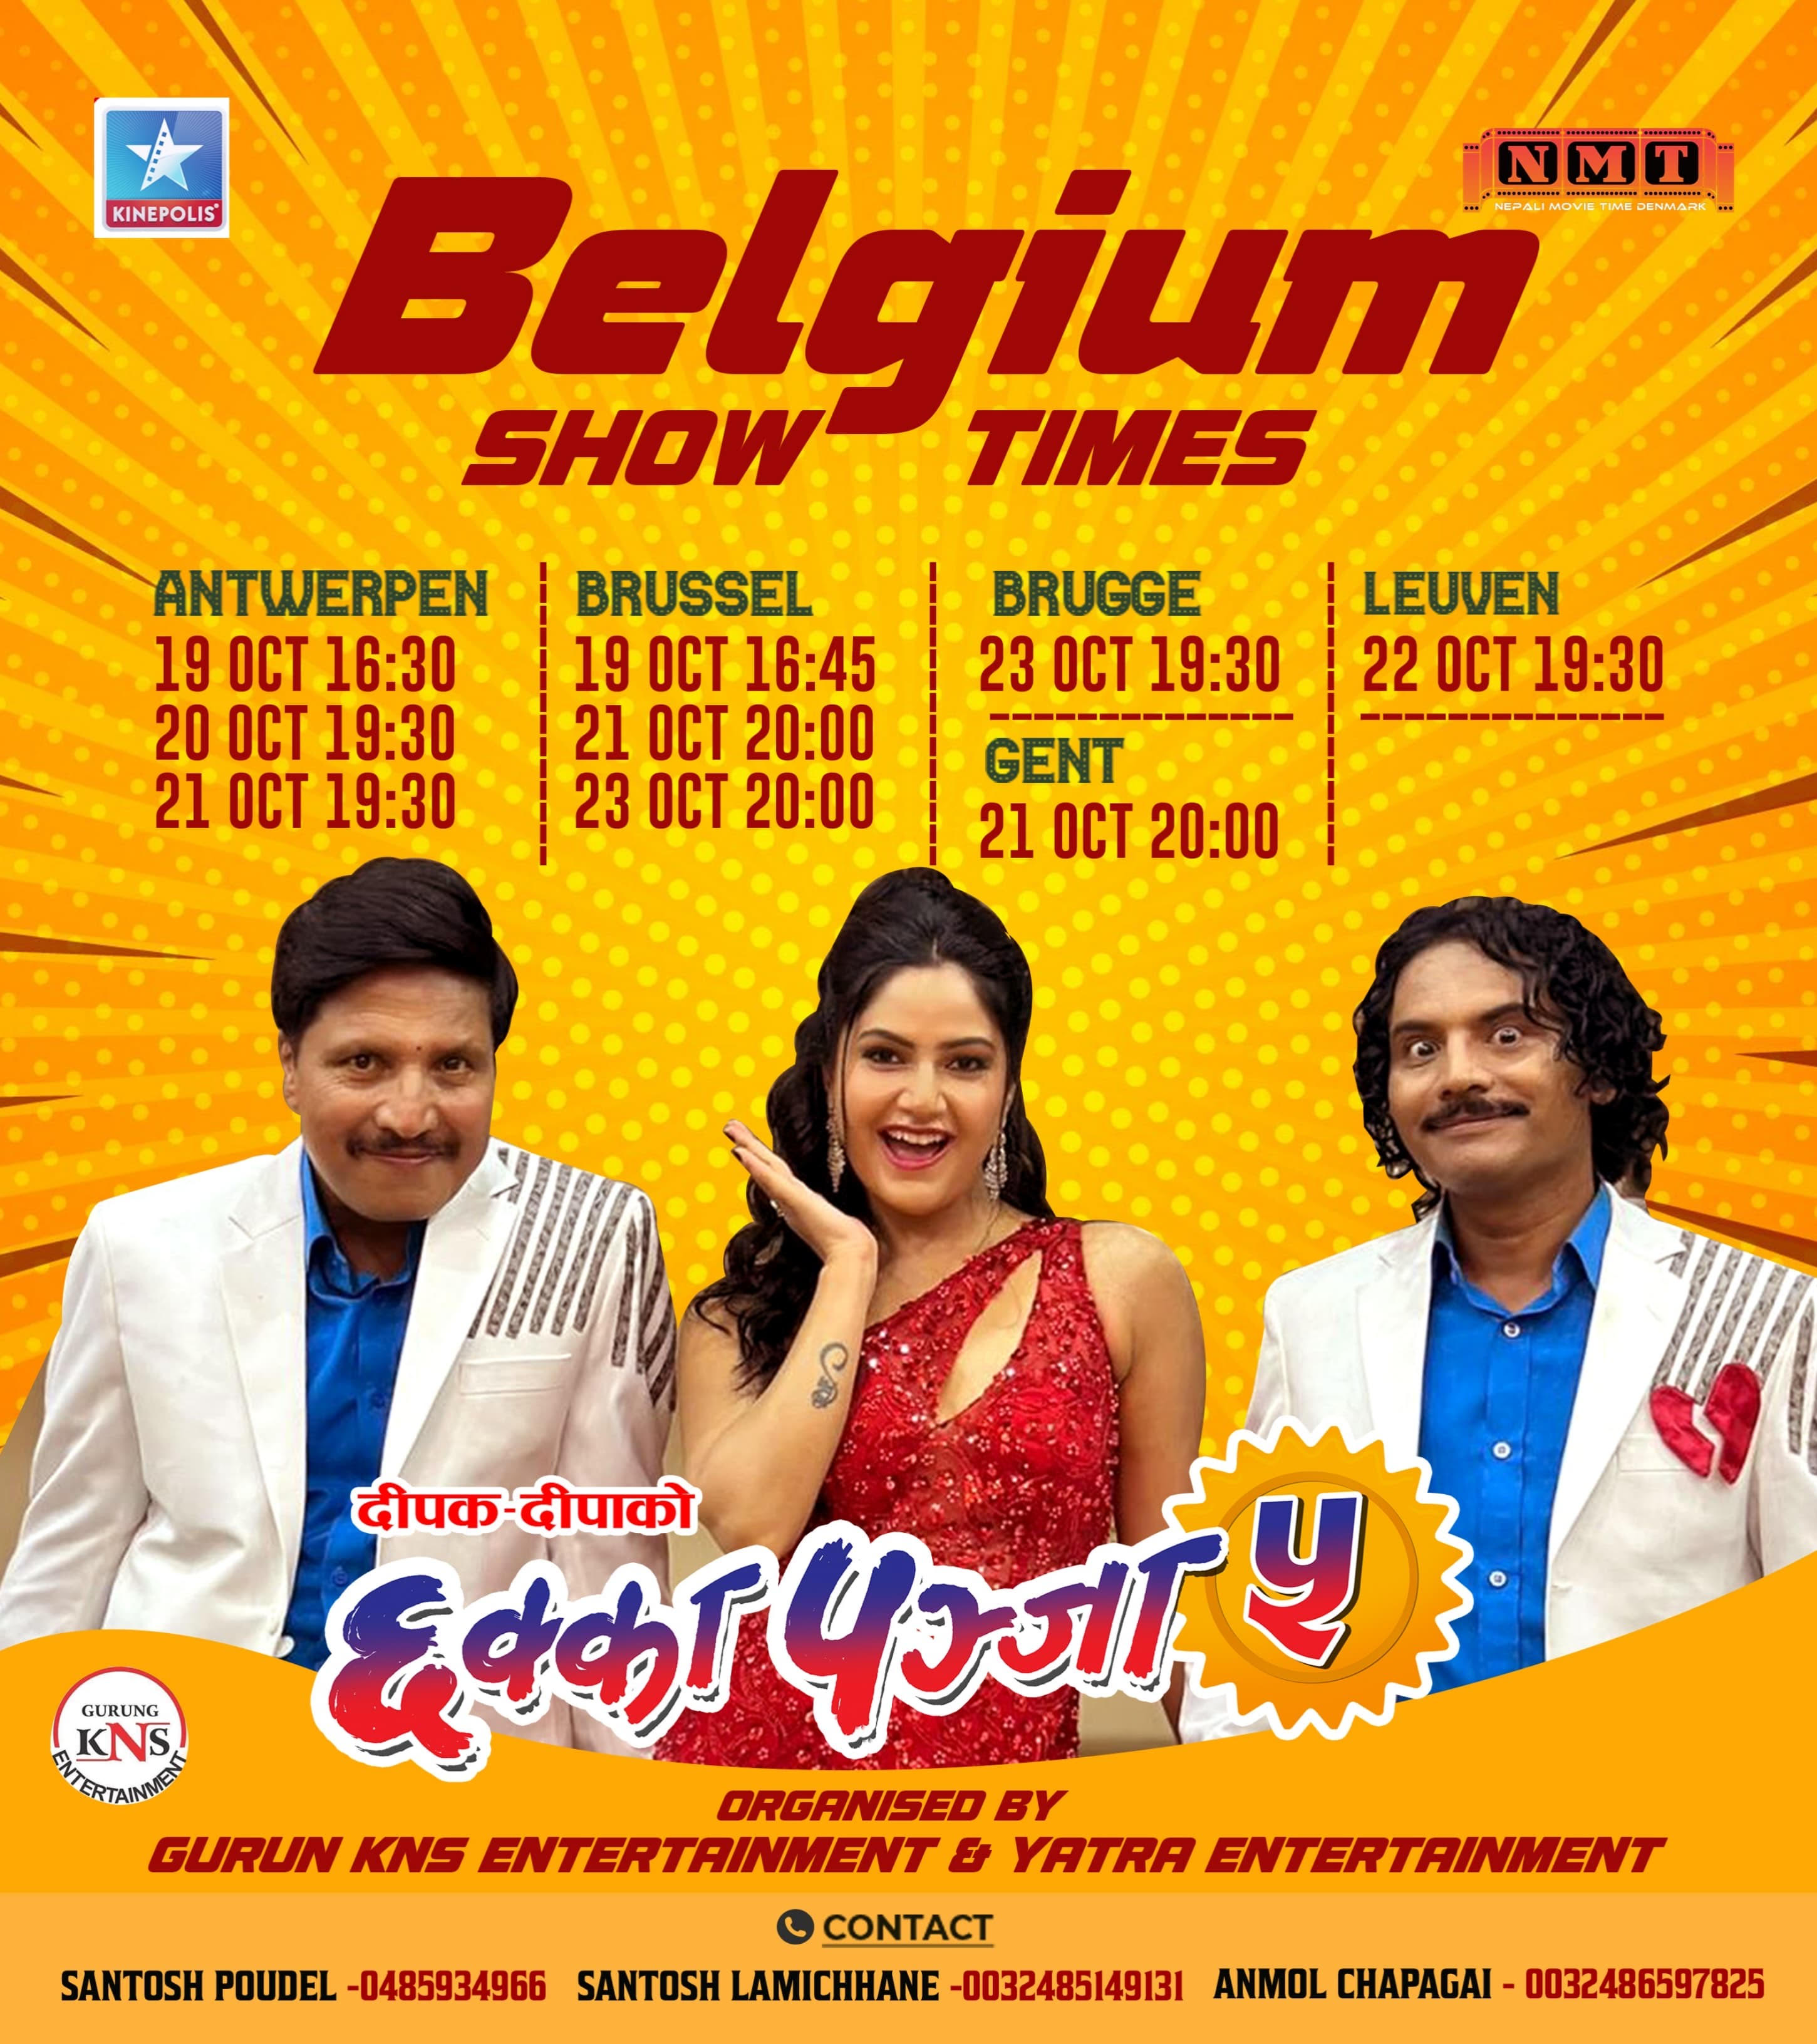 KINEPOLIS
NMT
NEPALI MOVIE TIME DENMARK
Belgium
SHOW TIMES
ANTWERPEN
19 OCT 16:30
20 OCT 19:30
21 OCT 19:30
BRUSSEL
19 OCT 16:45
21 OCT 20:00
23 OCT 20:00
BRUGGE
23 OCT 19:30
GENT
21 OCT 20:00
LEUVEN
22 OCT 19:30
दीपक-दीपाको
छक्का पञ्जा ५
GURUNG
KNS
ENTERTAINMENT
ORGANISED BY
GURUN KNS ENTERTAINMENT & YATRA ENTERTAINMENT
CONTACT
SANTOSH POUDEL -0485934966 SANTOSH LAMICHHANE -0032485149131 ANMOL CHAPAGAI - 0032486597825